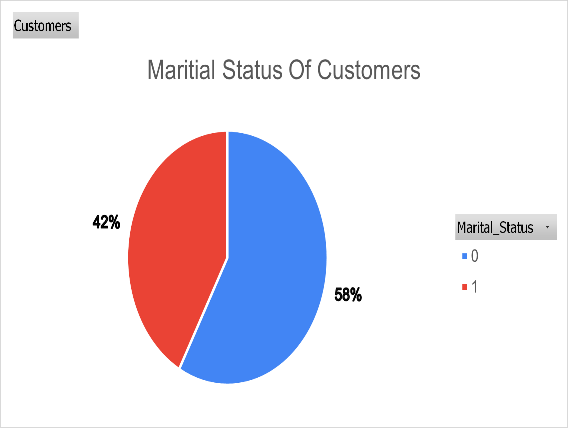 Customers
Maritial Status Of Customers
42%
58%
Marital_Status
0
1